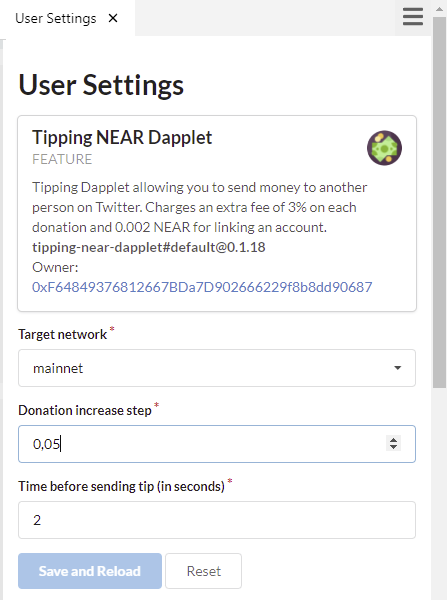 User Settings ×
User Settings
Tipping NEAR Dapplet
FEATURE
Tipping Dapplet allowing you to send money to another
person on Twitter. Charges an extra fee of 3% on each
donation and 0.002 NEAR for linking an account.
tipping-near-dapplet#default@0.1.18
Owner:
0xF64849376812667BDa7D902666229f8b8dd90687
Target network *
mainnet
Donation increase step *
0,05
Time before sending tip (in seconds) *
2
Save and Reload
Reset